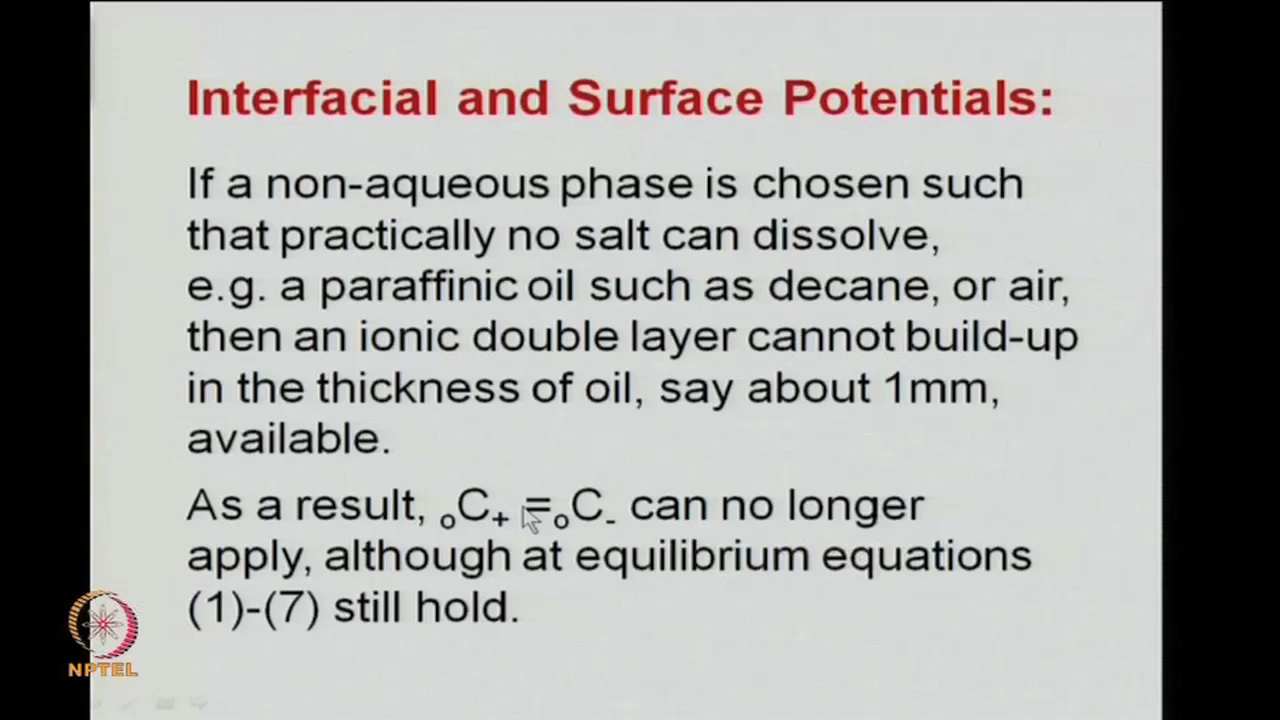 Interfacial and Surface Potentials:
If a non-aqueous phase is chosen such
that practically no salt can dissolve,
e.g. a paraffinic oil such as decane, or air,
then an ionic double layer cannot build-up
in the thickness of oil, say about 1mm,
available.
As a result, ₒC₊ =ₒC₋ can no longer
apply, although at equilibrium equations
(1)-(7) still hold.
NPTEL